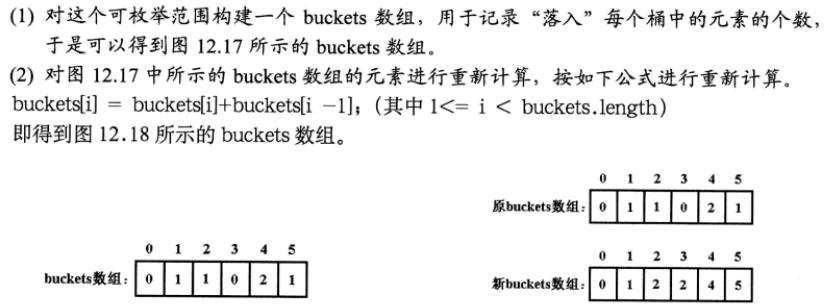 (1) 对这个可枚举范围构建一个 buckets 数组，用于记录“落入”每个桶中的元素的个数，
于是可以得到图 12.17 所示的 buckets 数组。
(2) 对图 12.17 中所示的 buckets 数组的元素进行重新计算，按如下公式进行重新计算。
buckets[i] = buckets[i]+buckets[i −1]；(其中 1<= i < buckets.length)
即得到图 12.18 所示的 buckets 数组。
0 1 2 3 4 5
原buckets数组： 0 1 1 0 2 1
0 1 2 3 4 5
buckets数组： 0 1 1 0 2 1
0 1 2 3 4 5
新buckets数组： 0 1 2 2 4 5